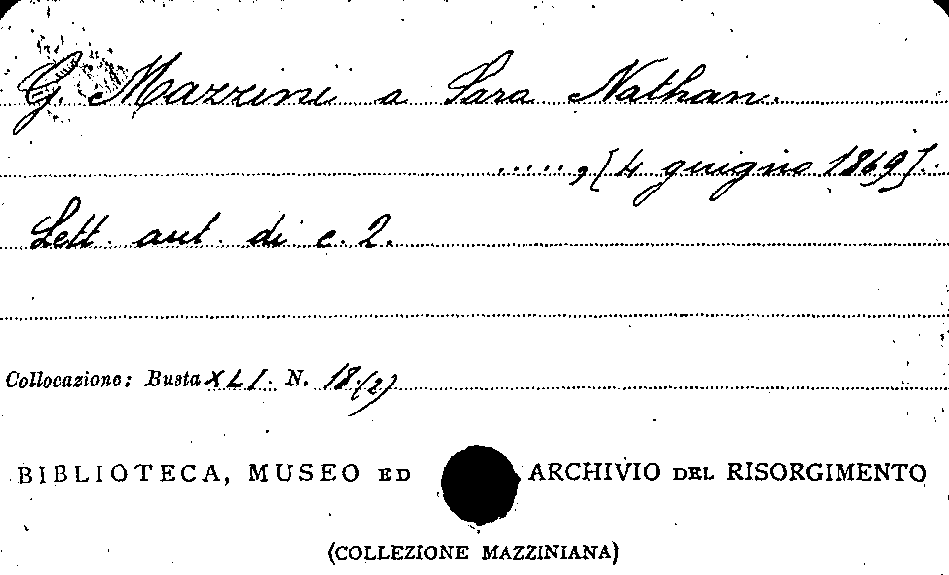 G. Mazzini a Sara Nathan.
....., [4 giugno 1869].
Lett. aut. di c. 2.
Collocazione: Busta XLI. N. 18.(2)
BIBLIOTECA, MUSEO ED ARCHIVIO DEL RISORGIMENTO
(COLLEZIONE MAZZINIANA)